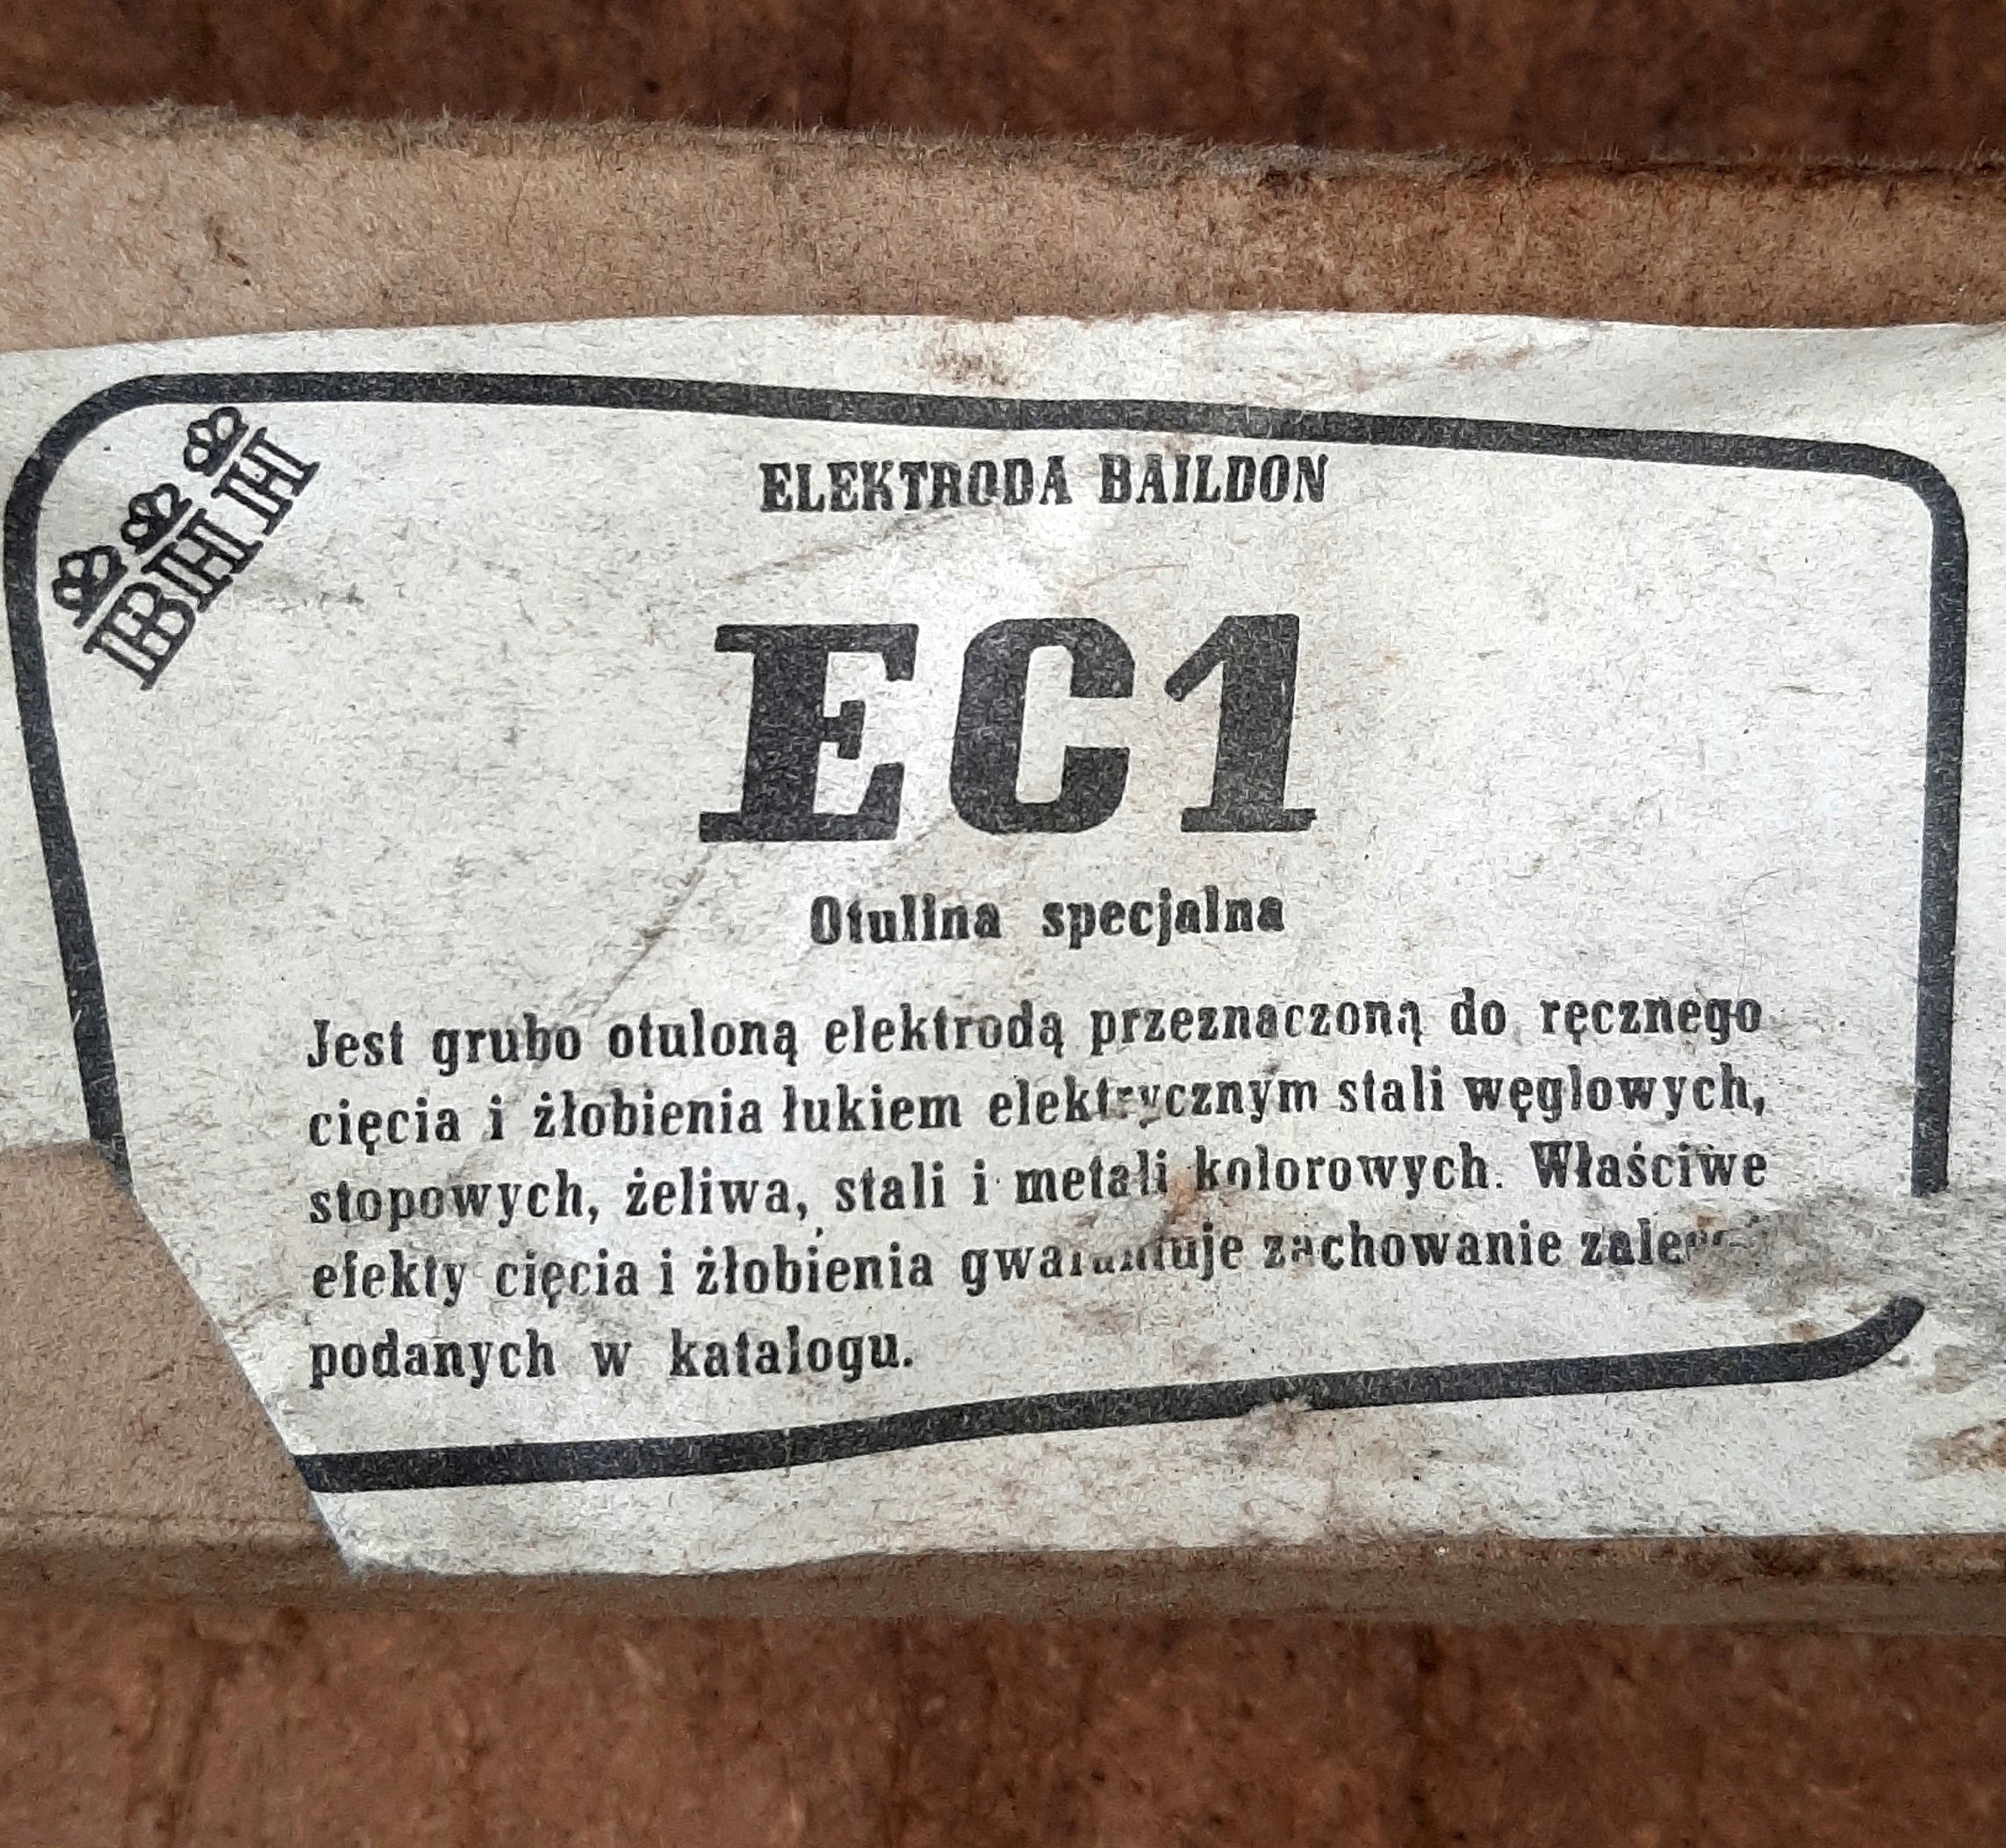 ELEKTRODA BAILDON
EC1
Otulina specjalna
Jest grubo otuloną elektrodą przeznaczoną do ręcznego
cięcia i żłobienia łukiem elektrycznym stali węglowych,
stopowych, żeliwa, stali i metali kolorowych. Właściwe
efekty cięcia i żłobienia gwarantuje zachowanie
podanych w katalogu.